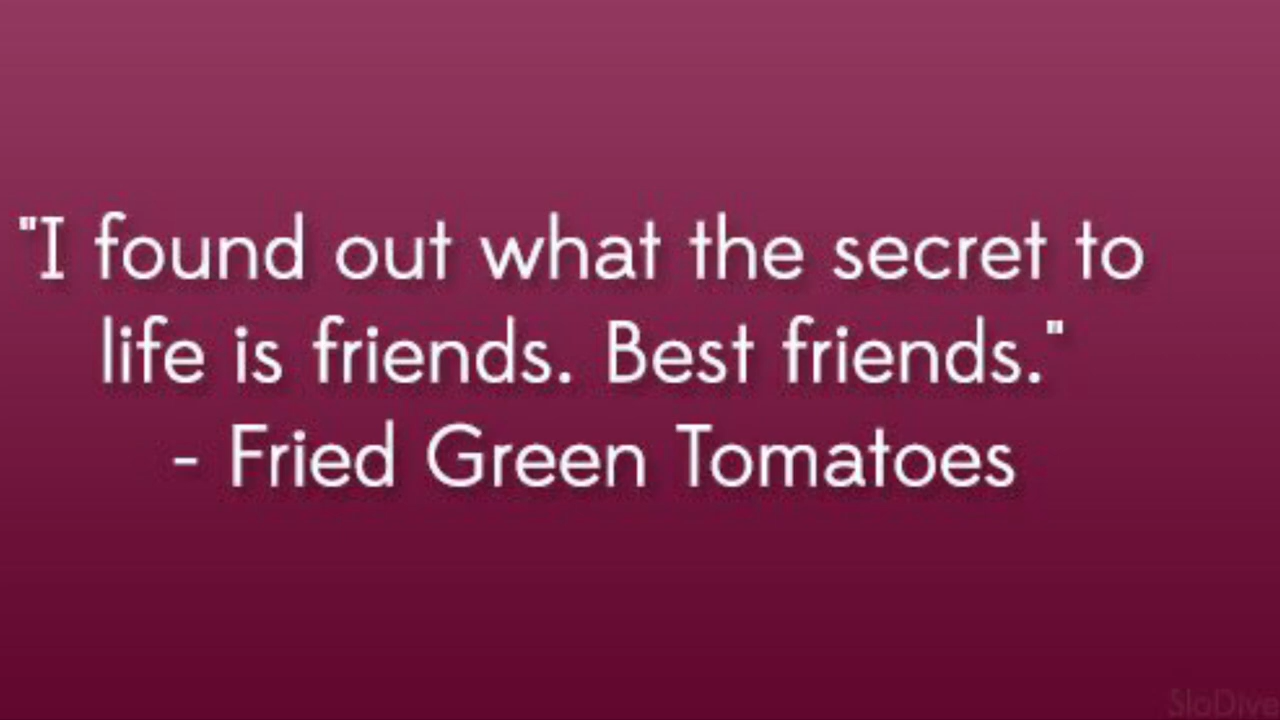 "I found out what the secret to
life is friends. Best friends."
- Fried Green Tomatoes
SloDive